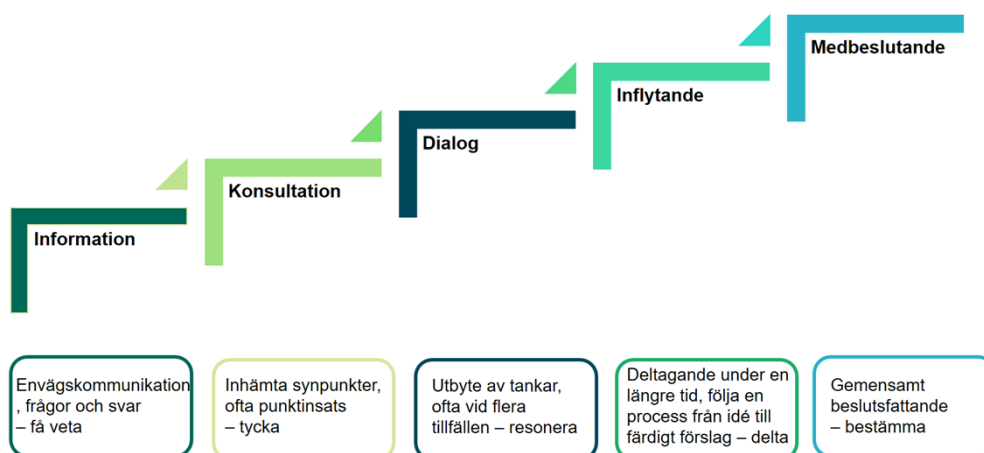 Medbeslutande
Inflytande
Dialog
Konsultation
Information
Envägskommunikation
, frågor och svar
– få veta
Inhämta synpunkter,
ofta punktinsats
– tycka
Utbyte av tankar,
ofta vid flera
tillfällen – resonera
Deltagande under en
längre tid, följa en
process från idé till
färdigt förslag – delta
Gemensamt
beslutsfattande
– bestämma